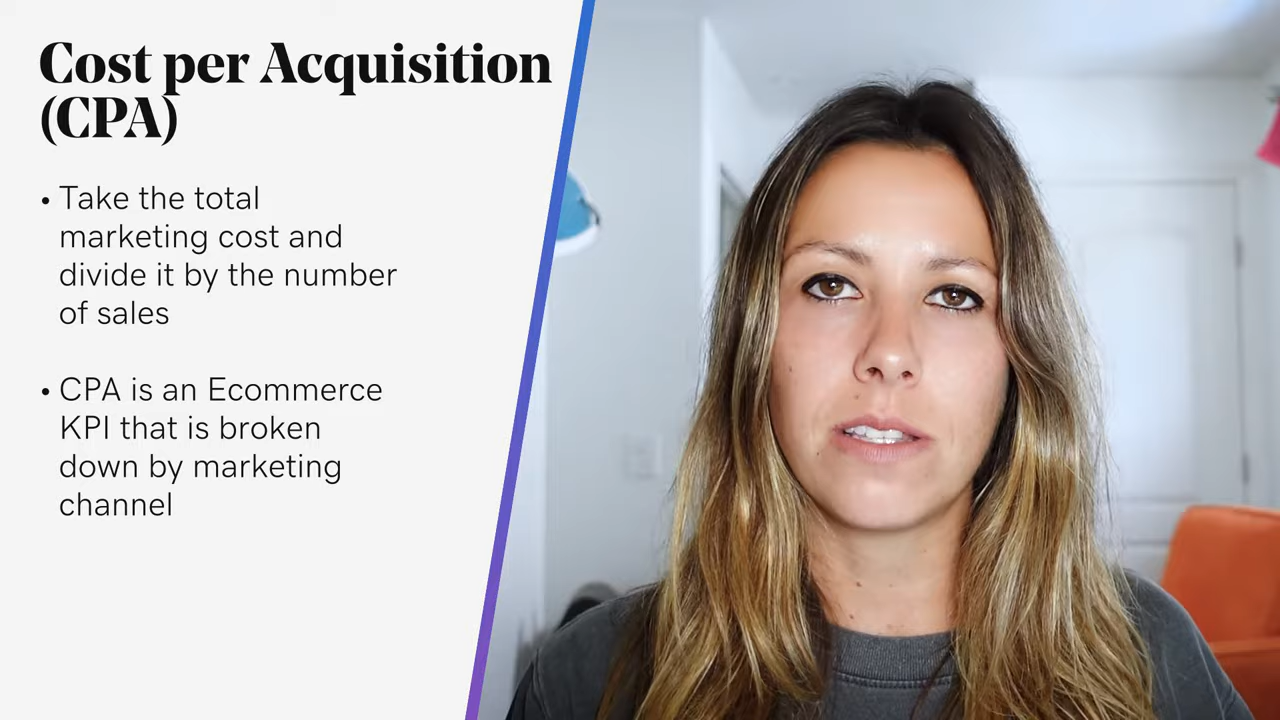 Cost per Acquisition
(CPA)
• Take the total
marketing cost and
divide it by the number
of sales
• CPA is an Ecommerce
KPI that is broken
down by marketing
channel